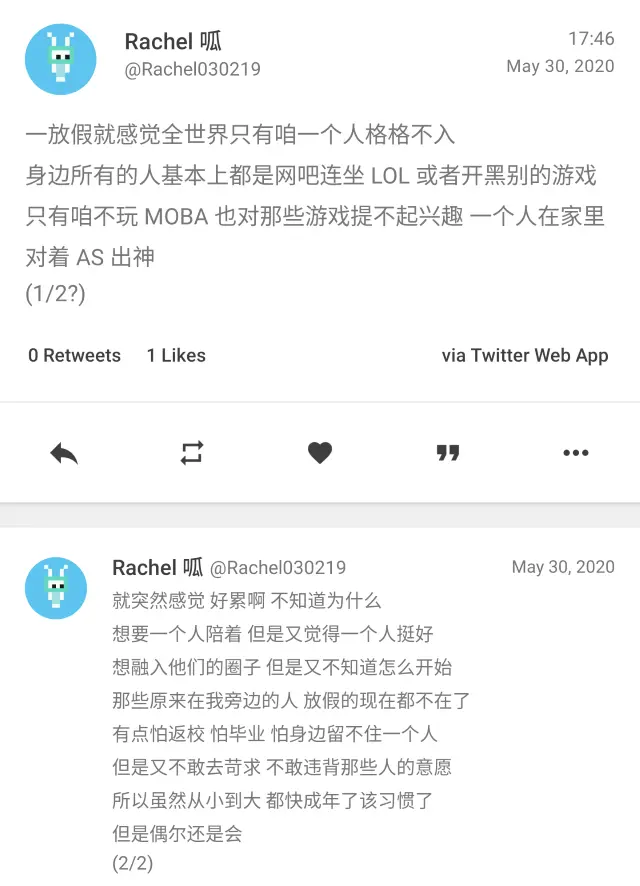 Rachel 呱
17:46
@Rachel030219
May 30, 2020
一放假就感觉全世界只有咱一个人格格不入
身边所有的人基本上都是网吧连坐 LOL 或者开黑别的游戏
只有咱不玩 MOBA 也对那些游戏提不起兴趣 一个人在家里
对着 AS 出神
(1/2?)
0 Retweets 1 Likes via Twitter Web App
Rachel 呱 @Rachel030219 May 30, 2020
就突然感觉 好累啊 不知道为什么
想要一个人陪着 但是又觉得一个人挺好
想融入他们的圈子 但是又不知道怎么开始
那些原来在我旁边的人 放假的现在都不在了
有点怕返校 怕毕业 怕身边留不住一个人
但是又不敢去苛求 不敢违背那些人的意愿
所以虽然从小到大 都快成年了该习惯了
但是偶尔还是会
(2/2)